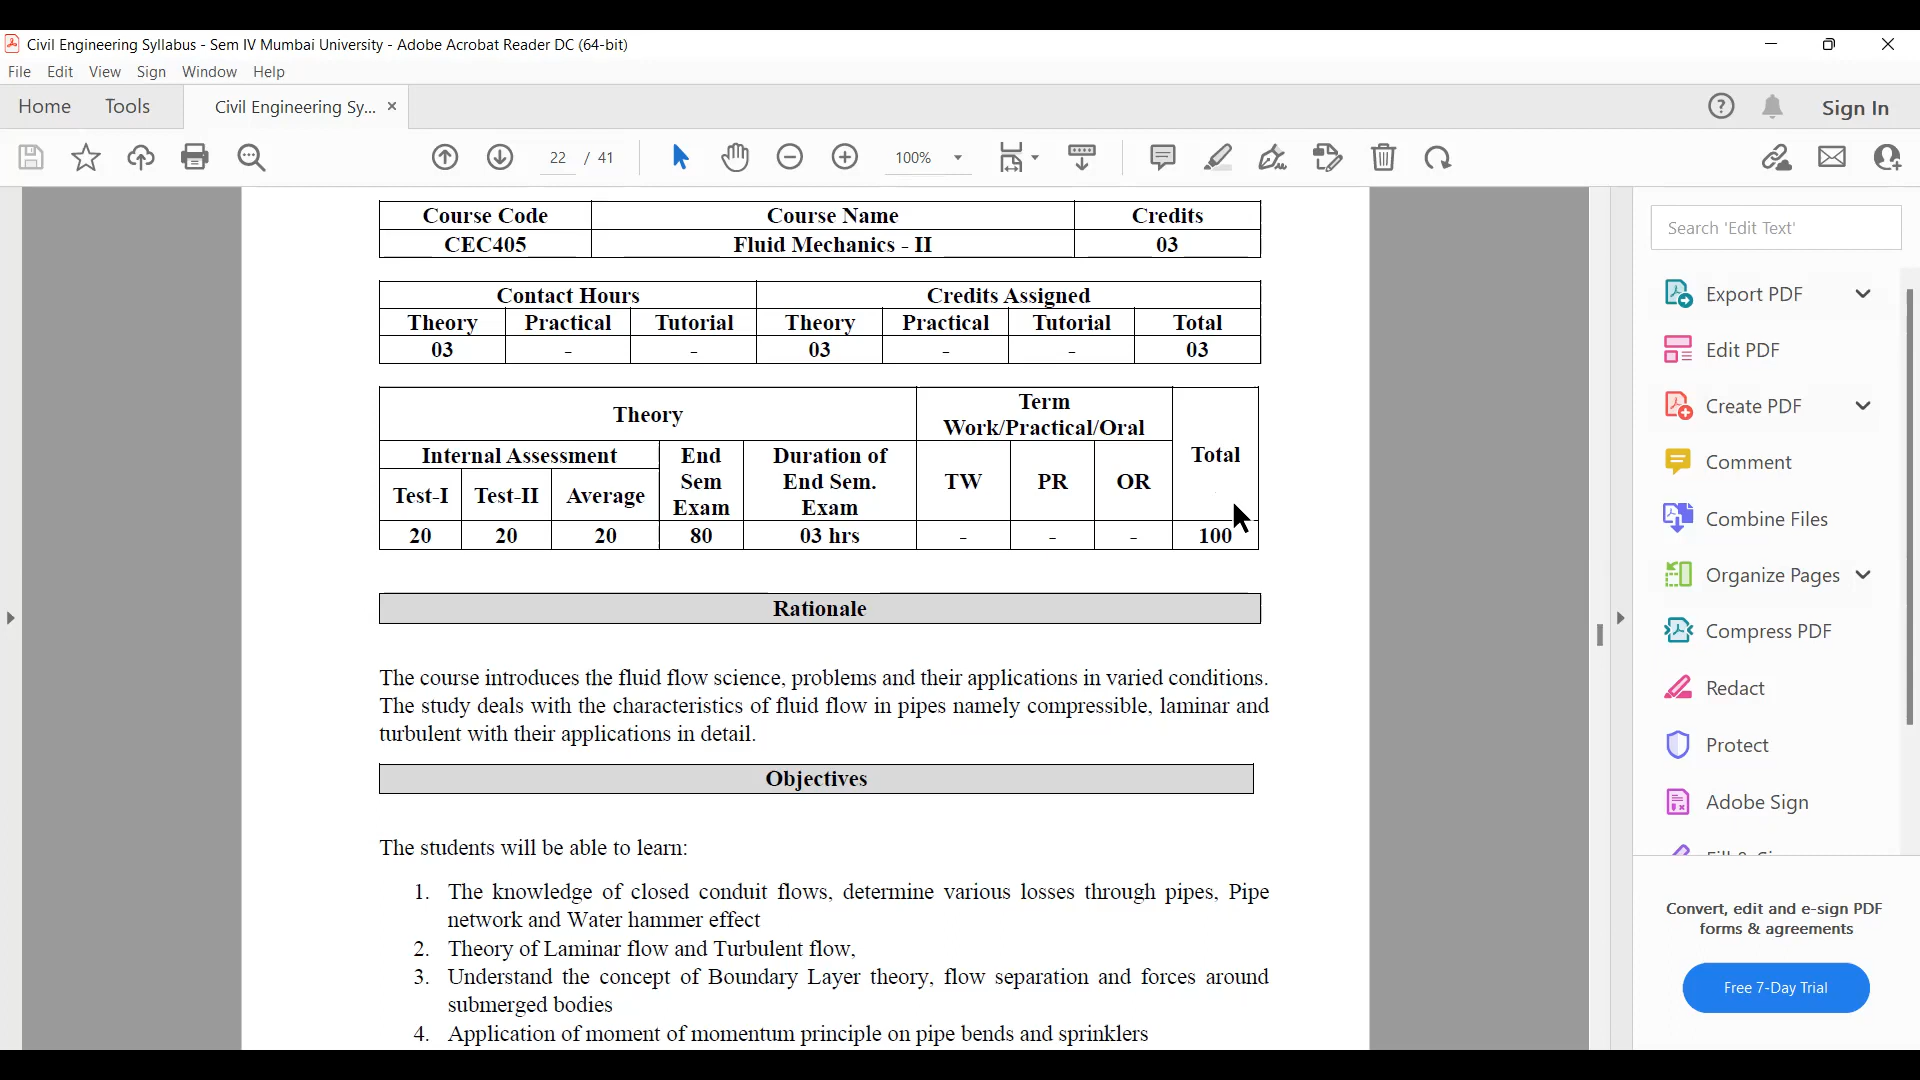 Civil Engineering Syllabus - Sem IV Mumbai University - Adobe Acrobat Reader DC (64-bit)
File Edit View Sign Window Help
Home Tools Civil Engineering Sy... × Sign In
22 / 41 100%
Course Code Course Name Credits
CEC405 Fluid Mechanics - II 03
Contact Hours Credits Assigned
Theory Practical Tutorial Theory Practical Tutorial Total
03 - - 03 - - 03
Theory Term Work/Practical/Oral Total
Internal Assessment End Sem Exam Duration of End Sem. Exam TW PR OR
Test-I Test-II Average
20 20 20 80 03 hrs - - - 100
Rationale
The course introduces the fluid flow science, problems and their applications in varied conditions.
The study deals with the characteristics of fluid flow in pipes namely compressible, laminar and
turbulent with their applications in detail.
Objectives
The students will be able to learn:
1. The knowledge of closed conduit flows, determine various losses through pipes, Pipe
network and Water hammer effect
2. Theory of Laminar flow and Turbulent flow,
3. Understand the concept of Boundary Layer theory, flow separation and forces around
submerged bodies
4. Application of moment of momentum principle on pipe bends and sprinklers
Search 'Edit Text'
Export PDF
Edit PDF
Create PDF
Comment
Combine Files
Organize Pages
Compress PDF
Redact
Protect
Adobe Sign
Convert, edit and e-sign PDF
forms & agreements
Free 7-Day Trial